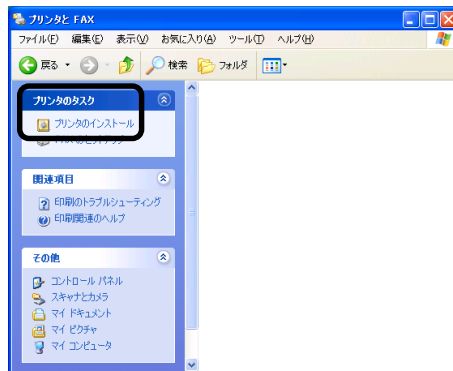 プリンタと FAX
ファイル(F) 編集(E) 表示(V) お気に入り(A) ツール(T) ヘルプ(H)
戻る 検索 フォルダ
プリンタのタスク
プリンタのインストール
関連項目
印刷のトラブルシューティング
印刷関連のヘルプ
その他
コントロール パネル
スキャナとカメラ
マイ ドキュメント
マイ ピクチャ
マイ コンピュータ